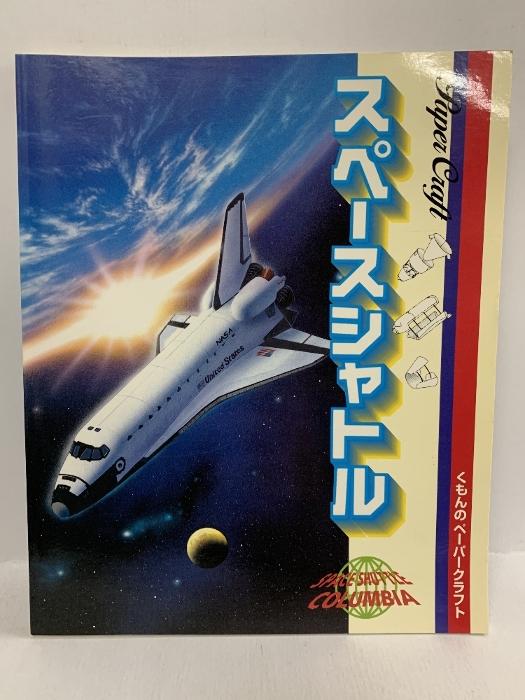 Paper Craft
スペースシャトル
くもんのペーパークラフト
NASA
United States
SPACE SHUTTLE
COLUMBIA